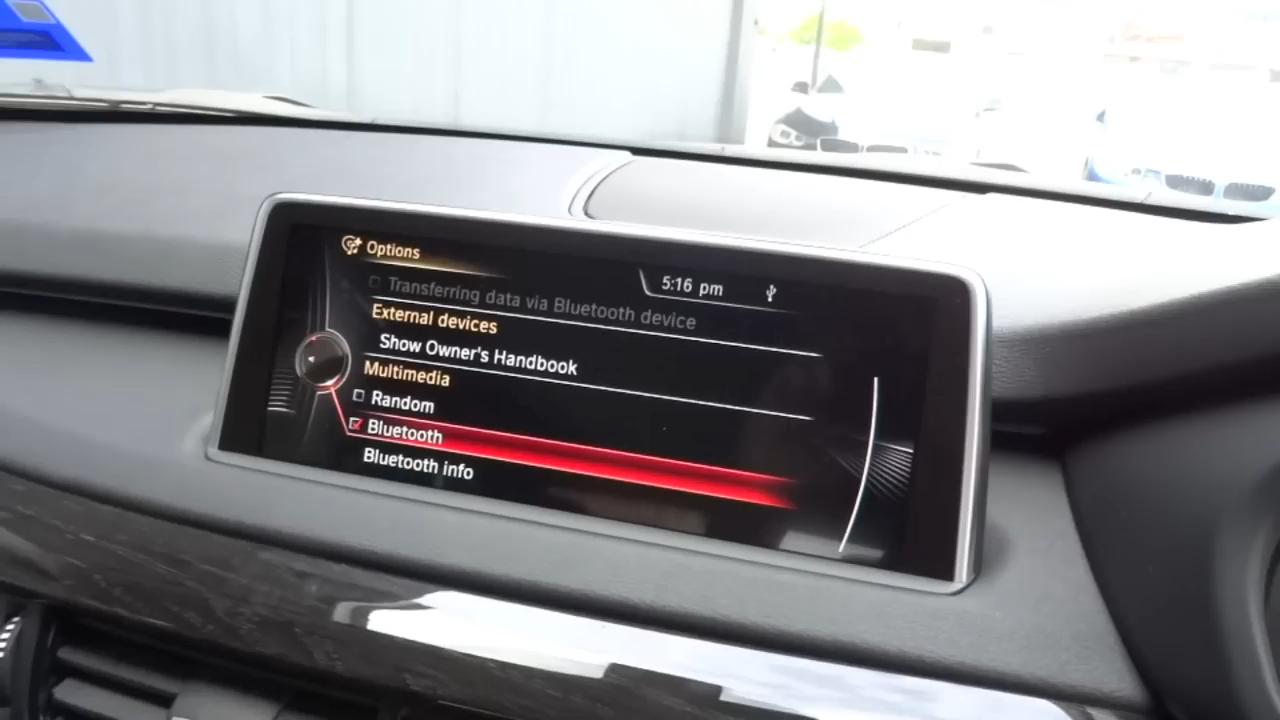 Options
5:16 pm
Transferring data via Bluetooth device
External devices
Show Owner's Handbook
Multimedia
Random
Bluetooth
Bluetooth info